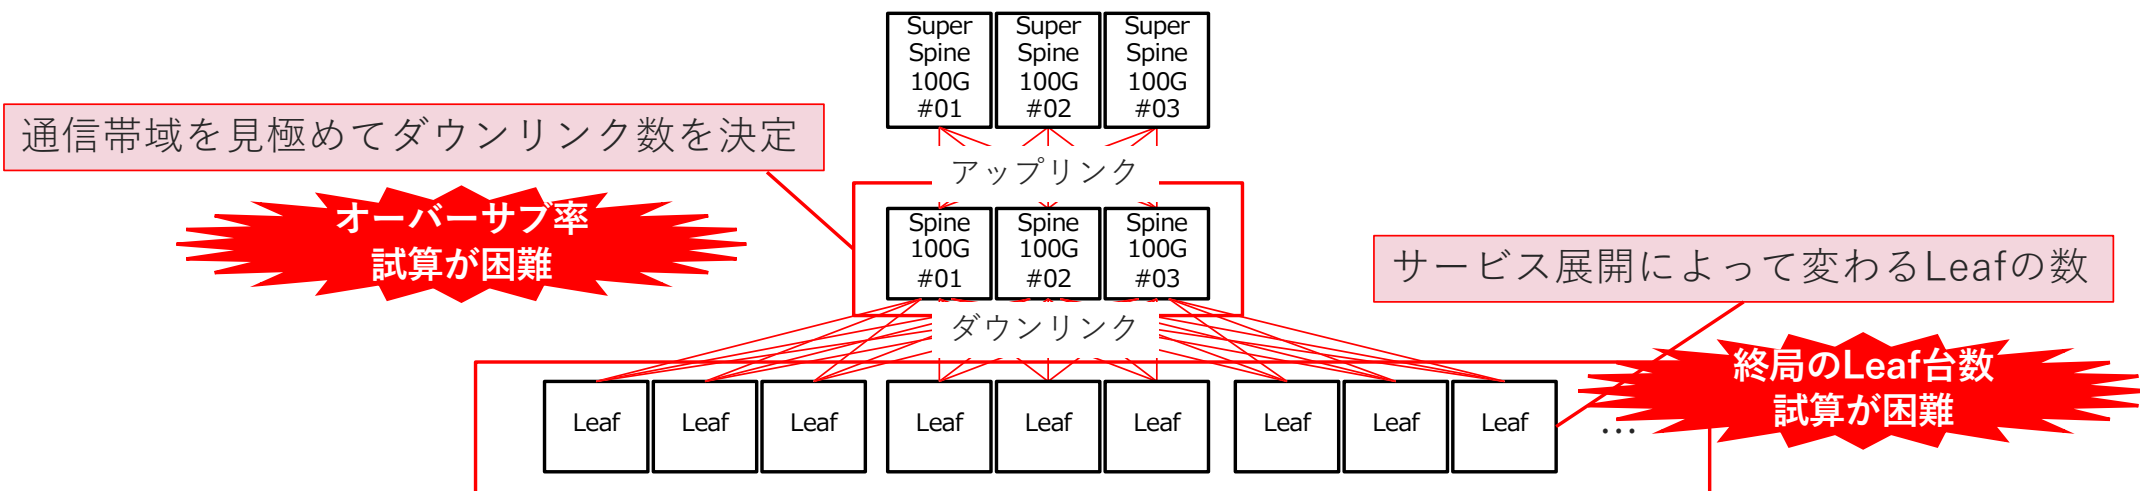 Super
Spine
100G
#01
Super
Spine
100G
#02
Super
Spine
100G
#03
通信帯域を見極めてダウンリンク数を決定
アップリンク
オーバーサブ率
試算が困難
Spine
100G
#01
Spine
100G
#02
Spine
100G
#03
サービス展開によって変わるLeafの数
ダウンリンク
終局のLeaf台数
試算が困難
Leaf
Leaf
Leaf
Leaf
Leaf
Leaf
Leaf
Leaf
Leaf
…